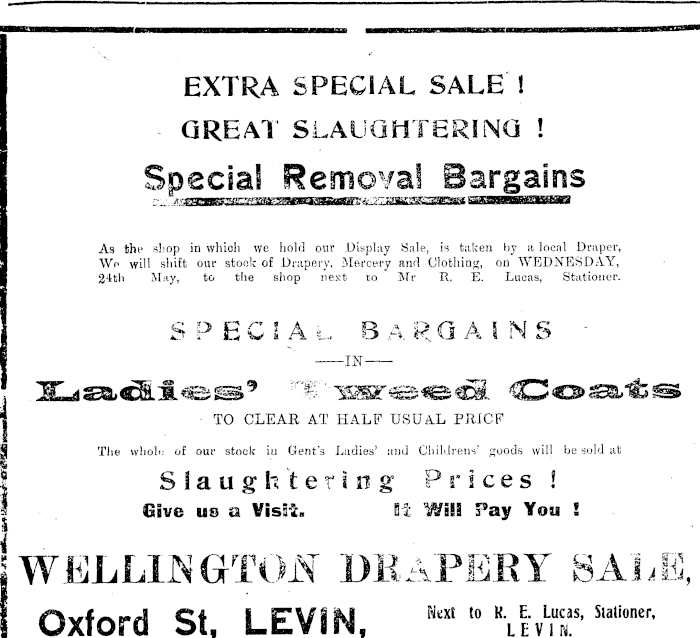 EXTRA SPECIAL SALE !
GREAT SLAUGHTERING !
Special Removal Bargains
As the shop in which we hold our Display Sale, is taken by a local Draper,
We will shift our stock of Drapery, Mercery and Clothing, on WEDNESDAY,
24th May, to the shop next to Mr R. E. Lucas, Stationer.
SPECIAL BARGAINS
—IN—
Ladies' Tweed Coats
TO CLEAR AT HALF USUAL PRICE
The whole of our stock in Gent's Ladies' and Childrens' goods will be sold at
Slaughtering Prices !
Give us a Visit. It Will Pay You !
WELLINGTON DRAPERY SALE,
Oxford St, LEVIN, Next to R. E. Lucas, Stationer,
LEVIN.